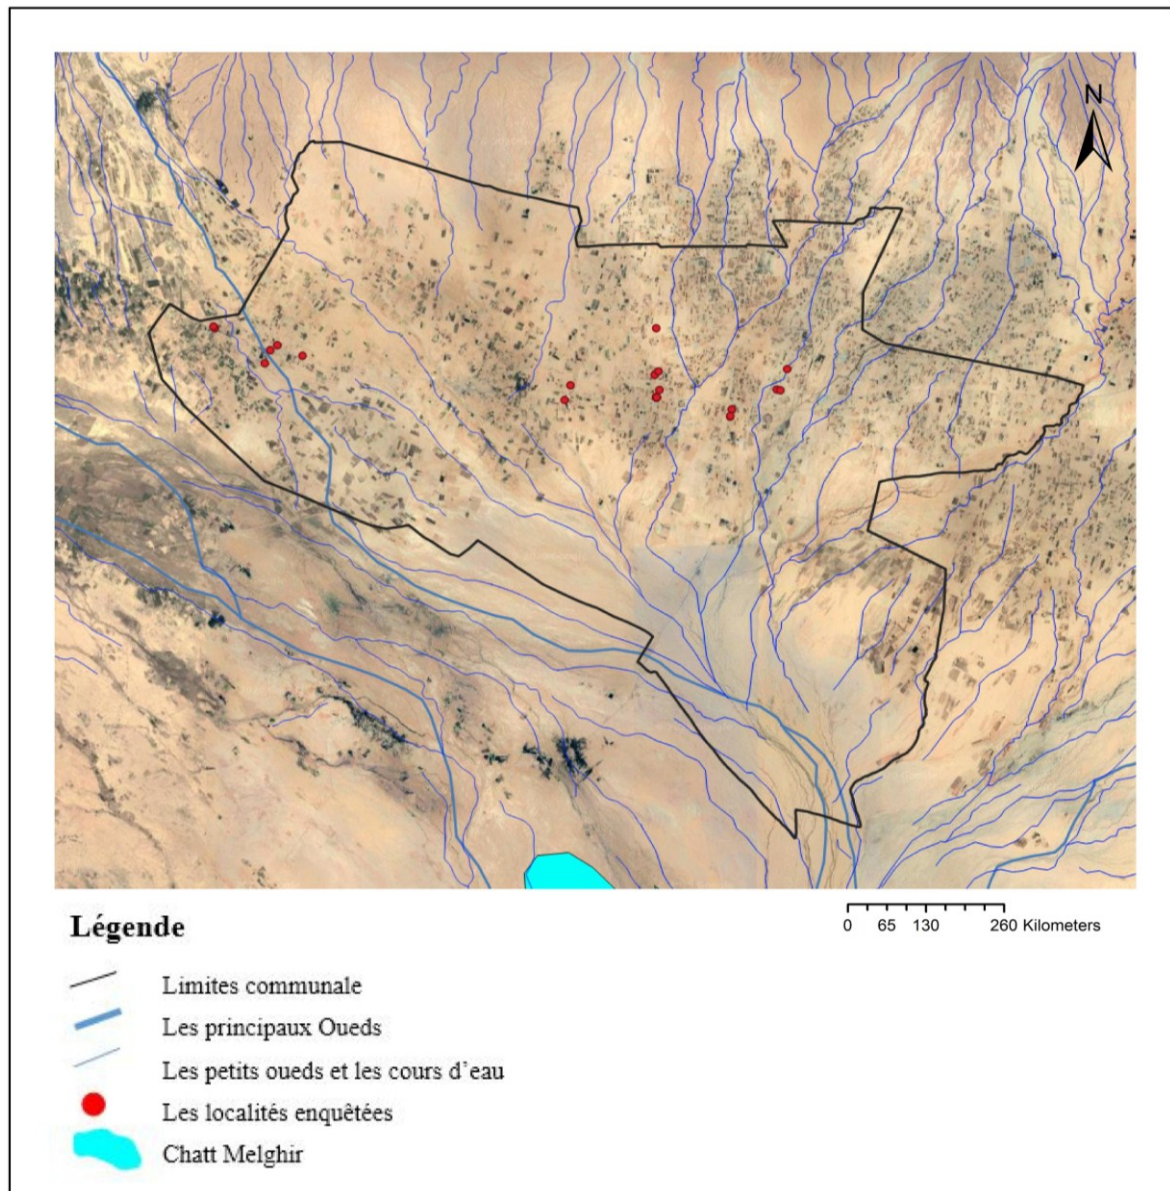 N
0 65 130 260 Kilometers
Légende
Limites communale
Les principaux Oueds
Les petits oueds et les cours d’eau
Les localités enquêtées
Chatt Melghir